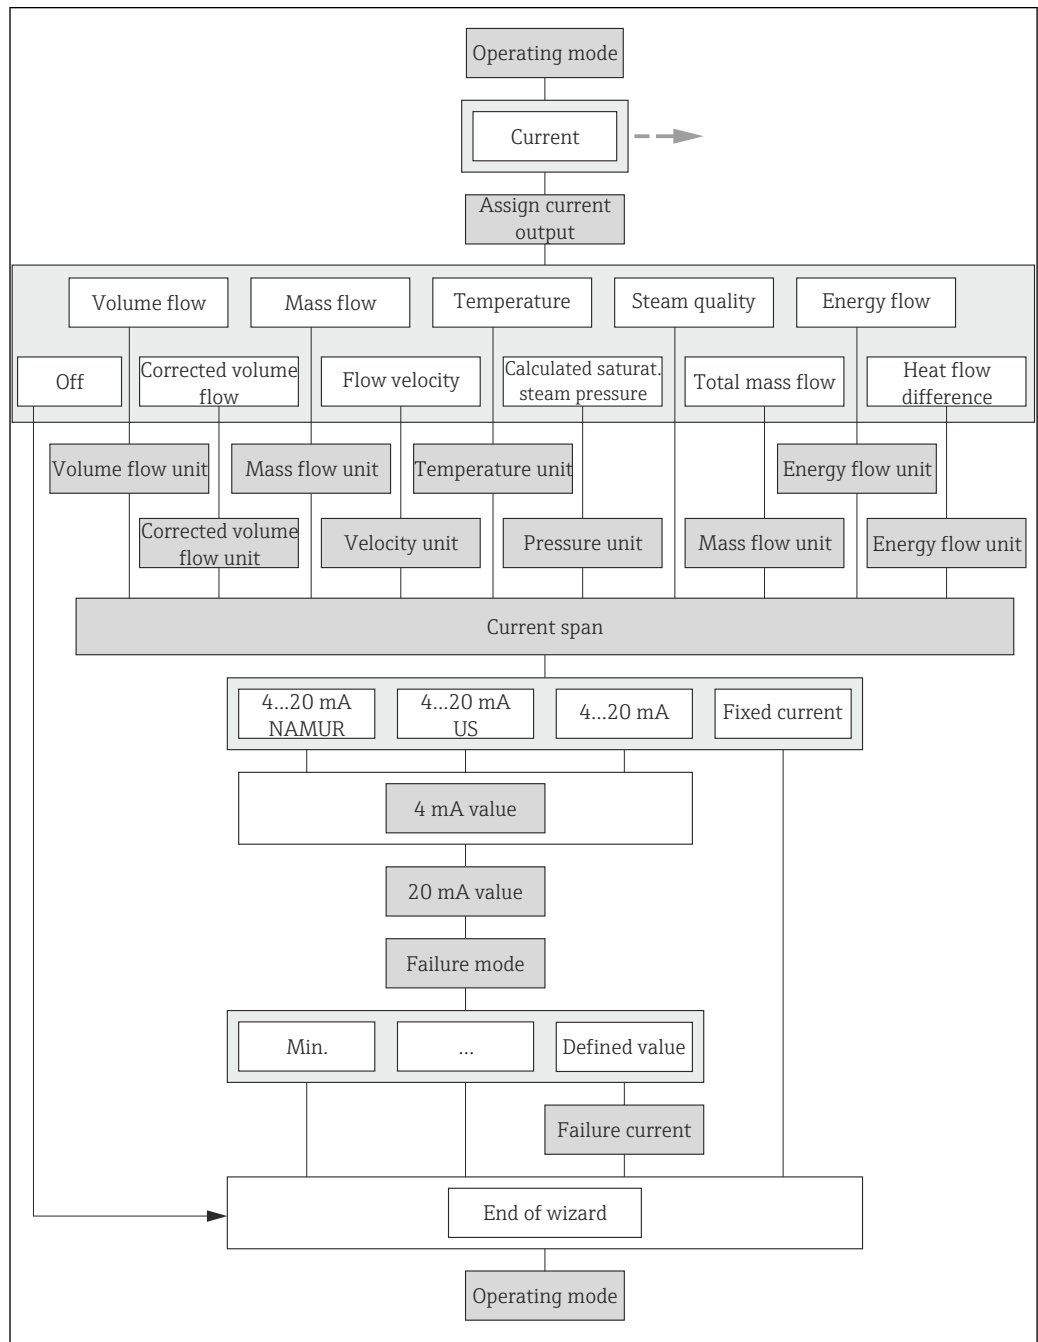 Operating mode
Current
Assign current
output
Volume flow
Mass flow
Temperature
Steam quality
Energy flow
Off
Corrected volume
flow
Flow velocity
Calculated saturat.
steam pressure
Total mass flow
Heat flow
difference
Volume flow unit
Mass flow unit
Temperature unit
Energy flow unit
Corrected volume
flow unit
Velocity unit
Pressure unit
Mass flow unit
Energy flow unit
Current span
4...20 mA
NAMUR
4...20 mA
US
4...20 mA
Fixed current
4 mA value
20 mA value
Failure mode
Min.
...
Defined value
Failure current
End of wizard
Operating mode